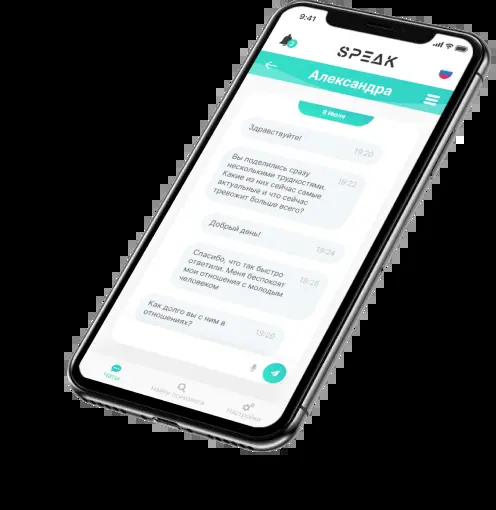 9:41
SPEAK
Александра
8 Июля
Здравствуйте!
19:20
Вы поделились сразу
несколькими трудностями.
Какие из них сейчас самые
актуальные и что сейчас
тревожит больше всего?
19:22
Добрый день!
19:24
Спасибо, что так быстро
ответили. Меня беспокоят
мои отношения с молодым
человеком
19:25
Как долго вы с ним в
отношениях?
19:26
Чаты
Найти психолога
Настройки